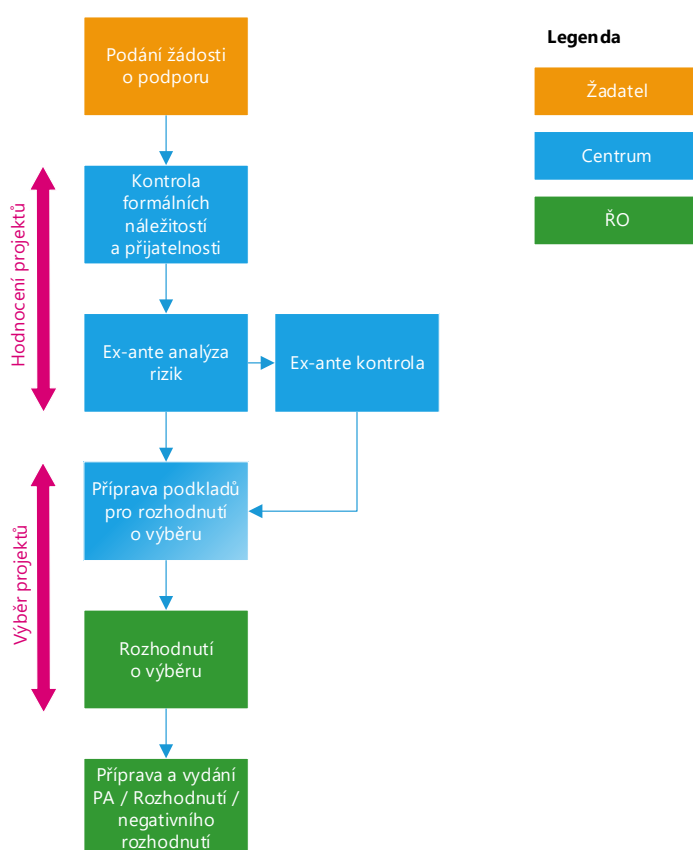 Podání žádosti
o podporu
Legenda
Žadatel
Centrum
ŘO
Hodnocení projektů
Kontrola
formálních
náležitostí
a přijatelnosti
Ex-ante analýza
rizik
Ex-ante kontrola
Výběr projektů
Příprava podkladů
pro rozhodnutí
o výběru
Rozhodnutí
o výběru
Příprava a vydání
PA / Rozhodnutí /
negativního
rozhodnutí